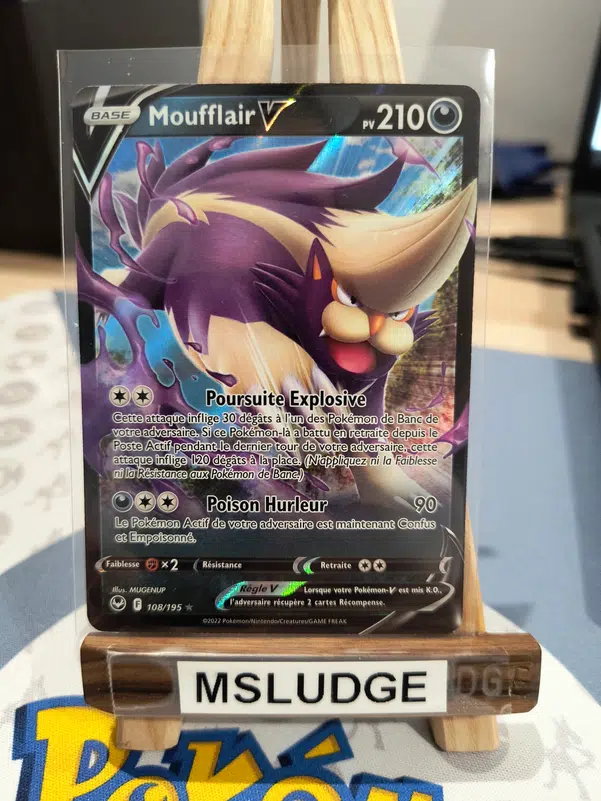 BASE Moufflair V PV 210
Poursuite Explosive
Cette attaque inflige 30 dégâts à l'un des Pokémon de Banc de
votre adversaire. Si ce Pokémon-là a battu en retraite depuis le
Poste Actif pendant le dernier tour de votre adversaire, cette
attaque inflige 120 dégâts à la place. (N'appliquez ni la Faiblesse
ni la Résistance aux Pokémon de Banc.)
Poison Hurleur 90
Le Pokémon Actif de votre adversaire est maintenant Confus
et Empoisonné.
Faiblesse ×2 Résistance Retraite
Illus. MUGENUP
Règle V Lorsque votre Pokémon-V est mis K.O.,
l'adversaire récupère 2 cartes Récompense.
F 108/195 ★
©2022 Pokémon/Nintendo/Creatures/GAME FREAK
MSLUDGE
Pokém